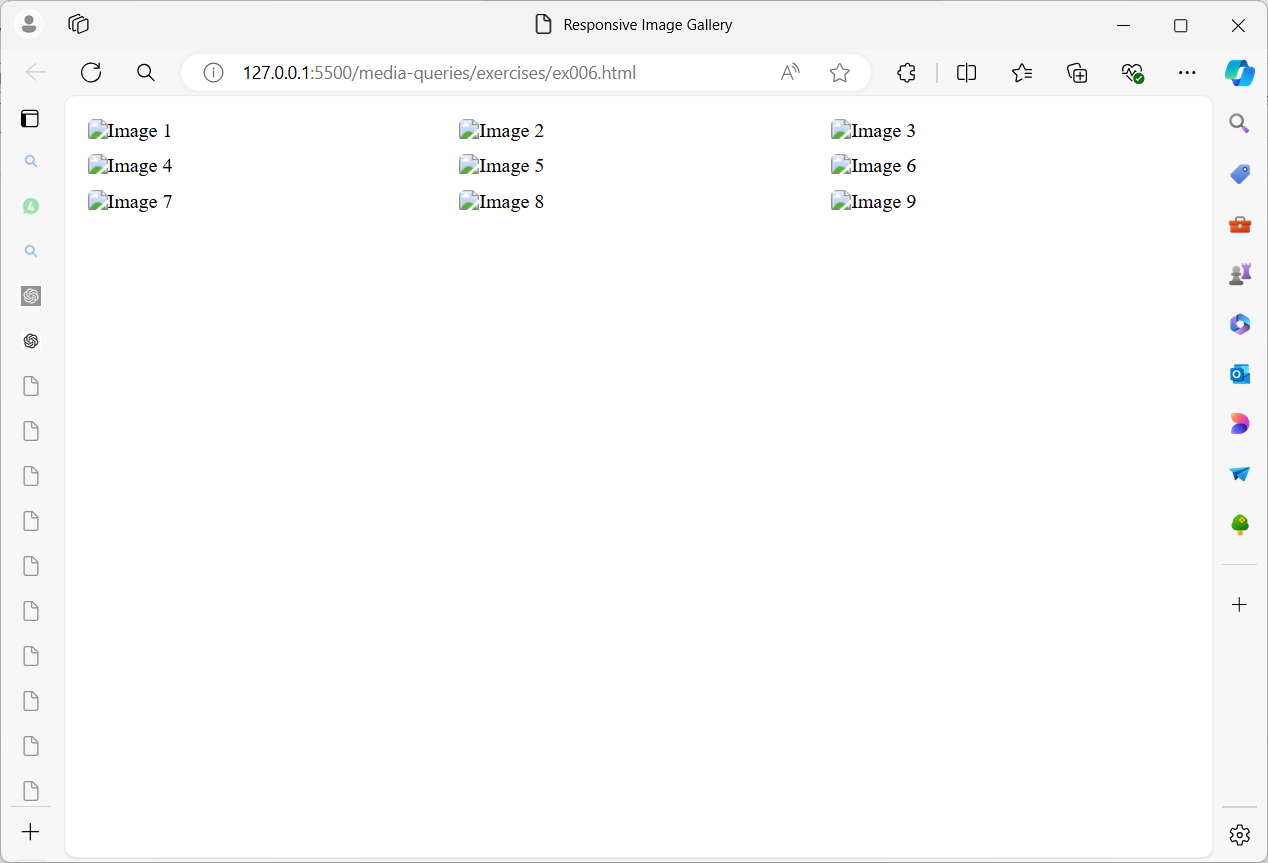 Responsive Image Gallery
127.0.0.1:5500/media-queries/exercises/ex006.html
Image 1 Image 2 Image 3
Image 4 Image 5 Image 6
Image 7 Image 8 Image 9